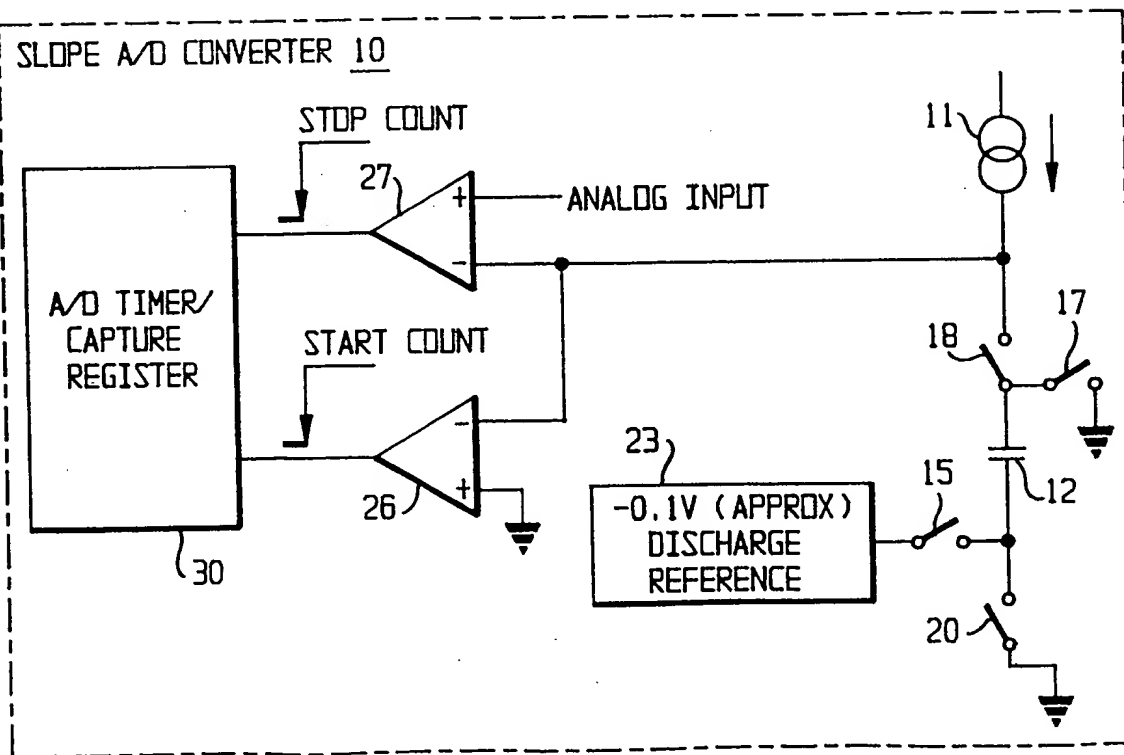 SLOPE A/D CONVERTER 10
STOP COUNT
27
+
ANALOG INPUT
-
11
A/D TIMER/
CAPTURE
REGISTER
START COUNT
-
+
26
30
18
17
12
23
-0.1V (APPROX)
DISCHARGE
REFERENCE
15
20